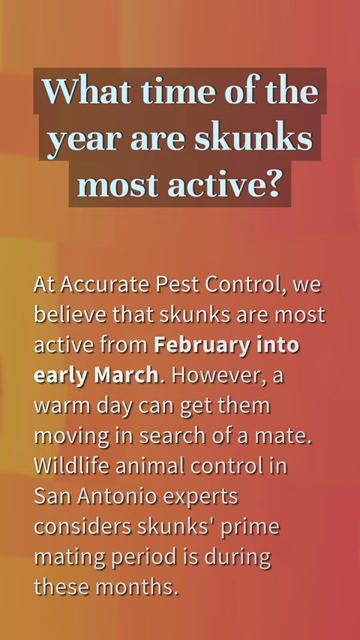 What time of the
year are skunks
most active?
At Accurate Pest Control, we
believe that skunks are most
active from February into
early March. However, a
warm day can get them
moving in search of a mate.
Wildlife animal control in
San Antonio experts
considers skunks' prime
mating period is during
these months.